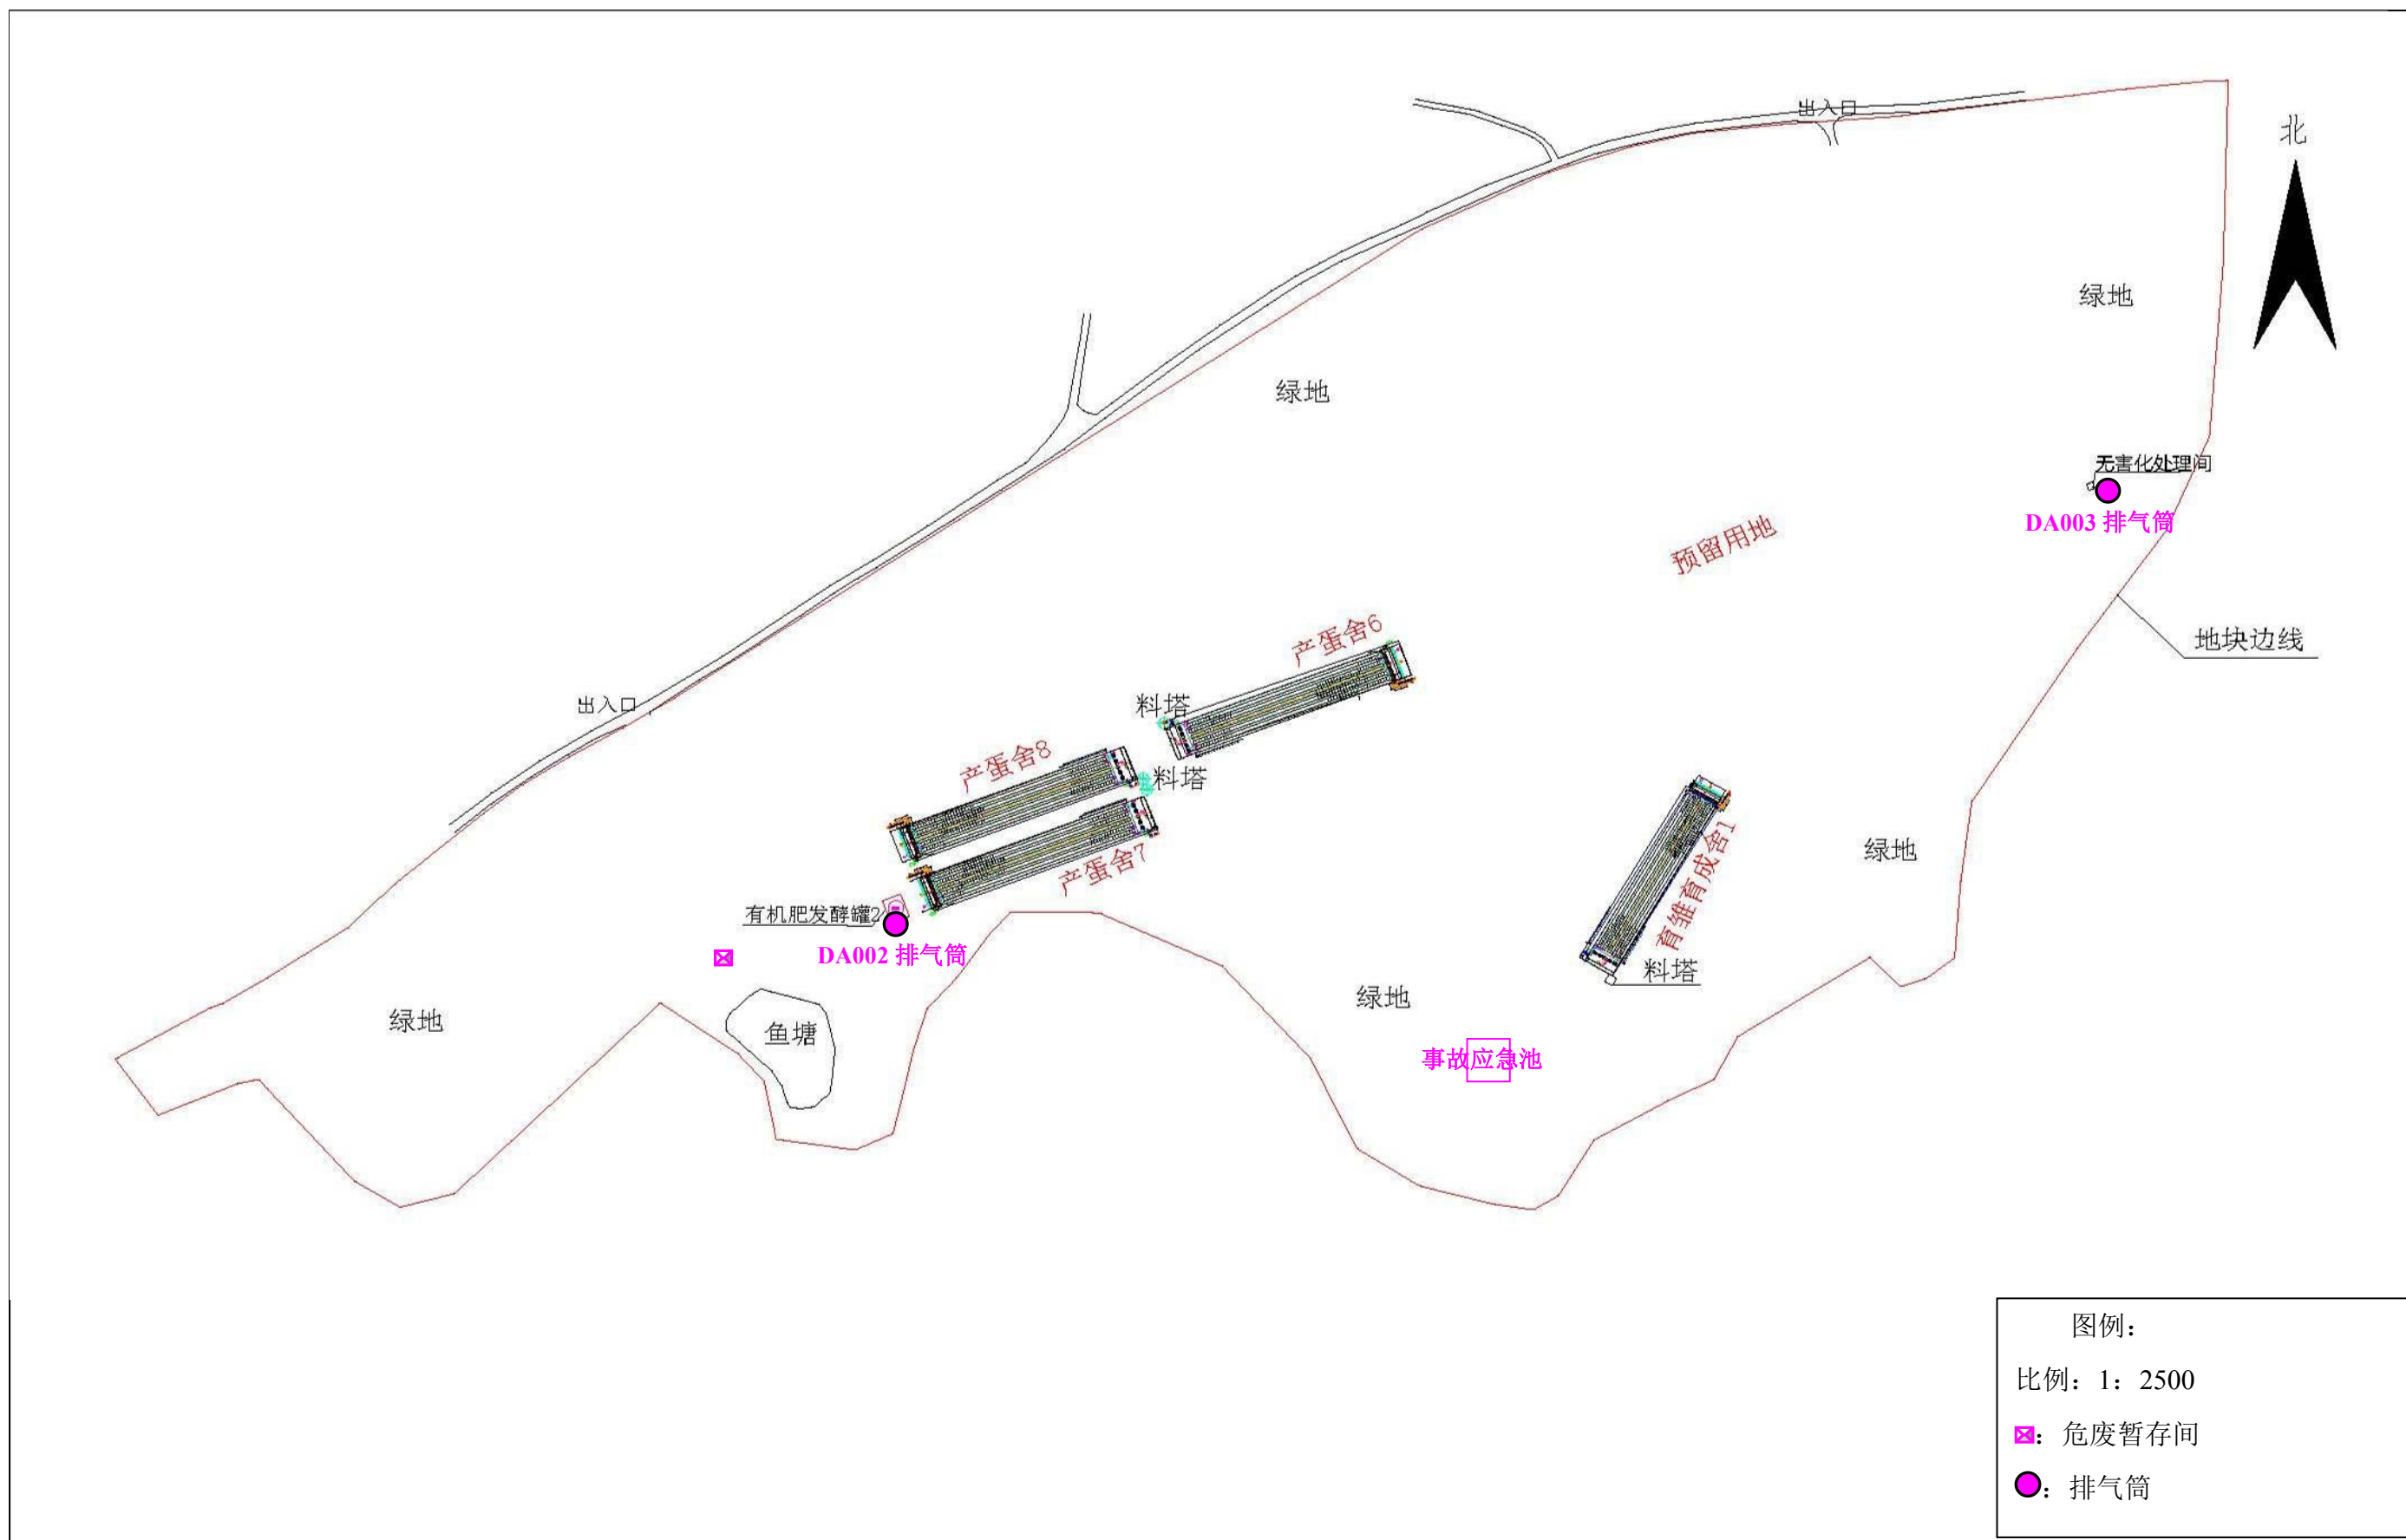 出入口
北
绿地
绿地
无害化处理间
DA003 排气筒
预留用地
地块边线
产蛋舍6
料塔
出入口
产蛋舍8
料塔
产蛋舍7
育雏育成舍1
绿地
有机肥发酵罐2
DA002 排气筒
料塔
绿地
绿地
鱼塘
事故应急池
图例：
比例：1：2500
：危废暂存间
：排气筒